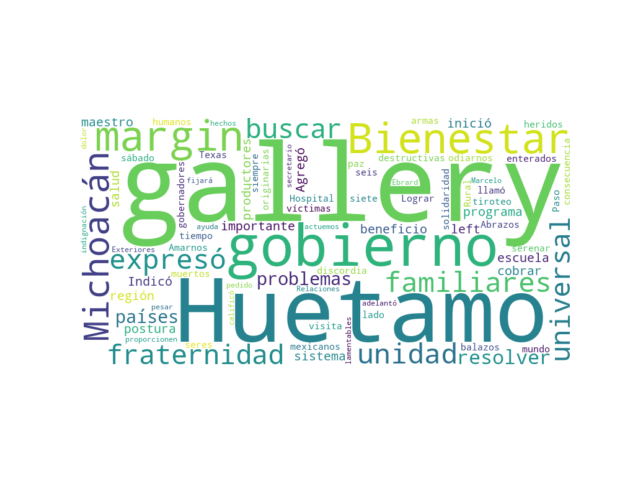 gallery
Huetamo
gobierno
Bienestar
margin
Michoacán
universal
unidad
fraternidad
familiares
expresó
buscar
resolver
países
problemas
importante
postura
región
sistema
escuela
cobrar
programa
beneficio
left
inició
maestro
salud
productores
Agregó
originarias
gobernadores
víctimas
Hospital
solidaridad
discordia
mexicanos
visita
lado
tiroteo
llamó
Lograr
siete
seis
paz
siempre
tiempo
Texas
sábado
humanos
hechos
dolor
indignación
Exteriores
Amarnos
muertos
Indicó
pesar
proporcionen
seres
calificó
pedido
Relaciones
ayuda
actuemos
fijará
secretario
adelantó
lamentables
balazos
mundo
serenar
Abrazos
Paso
Rural
Marcelo
Ebrard
destructivas
odiarnos
enterados
armas
heridos
consecuencia